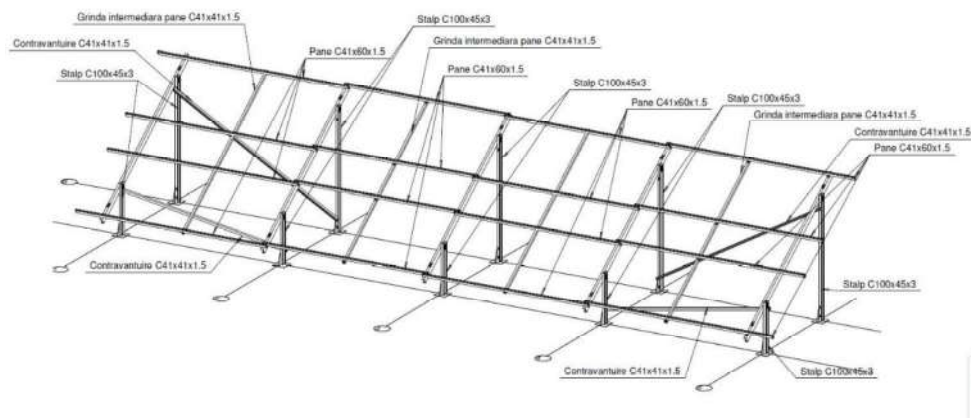 Grinda intermediara pane C41x41x1.5
Stalp C100x45x3
Contravantuire C41x41x1.5
Grinda intermediara pane C41x41x1.5
Pane C41x60x1.5
Stalp C100x45x3
Pane C41x60x1.5
Stalp C100x45x3
Pane C41x60x1.5
Stalp C100x45x3
Grinda intermediara pane C41x41x1.5
Contravantuire C41x41x1.5
Pane C41x60x1.5
Contravantuire C41x41x1.5
Stalp C100x45x3
Contravantuire C41x41x1.5
Stalp C100x45x3